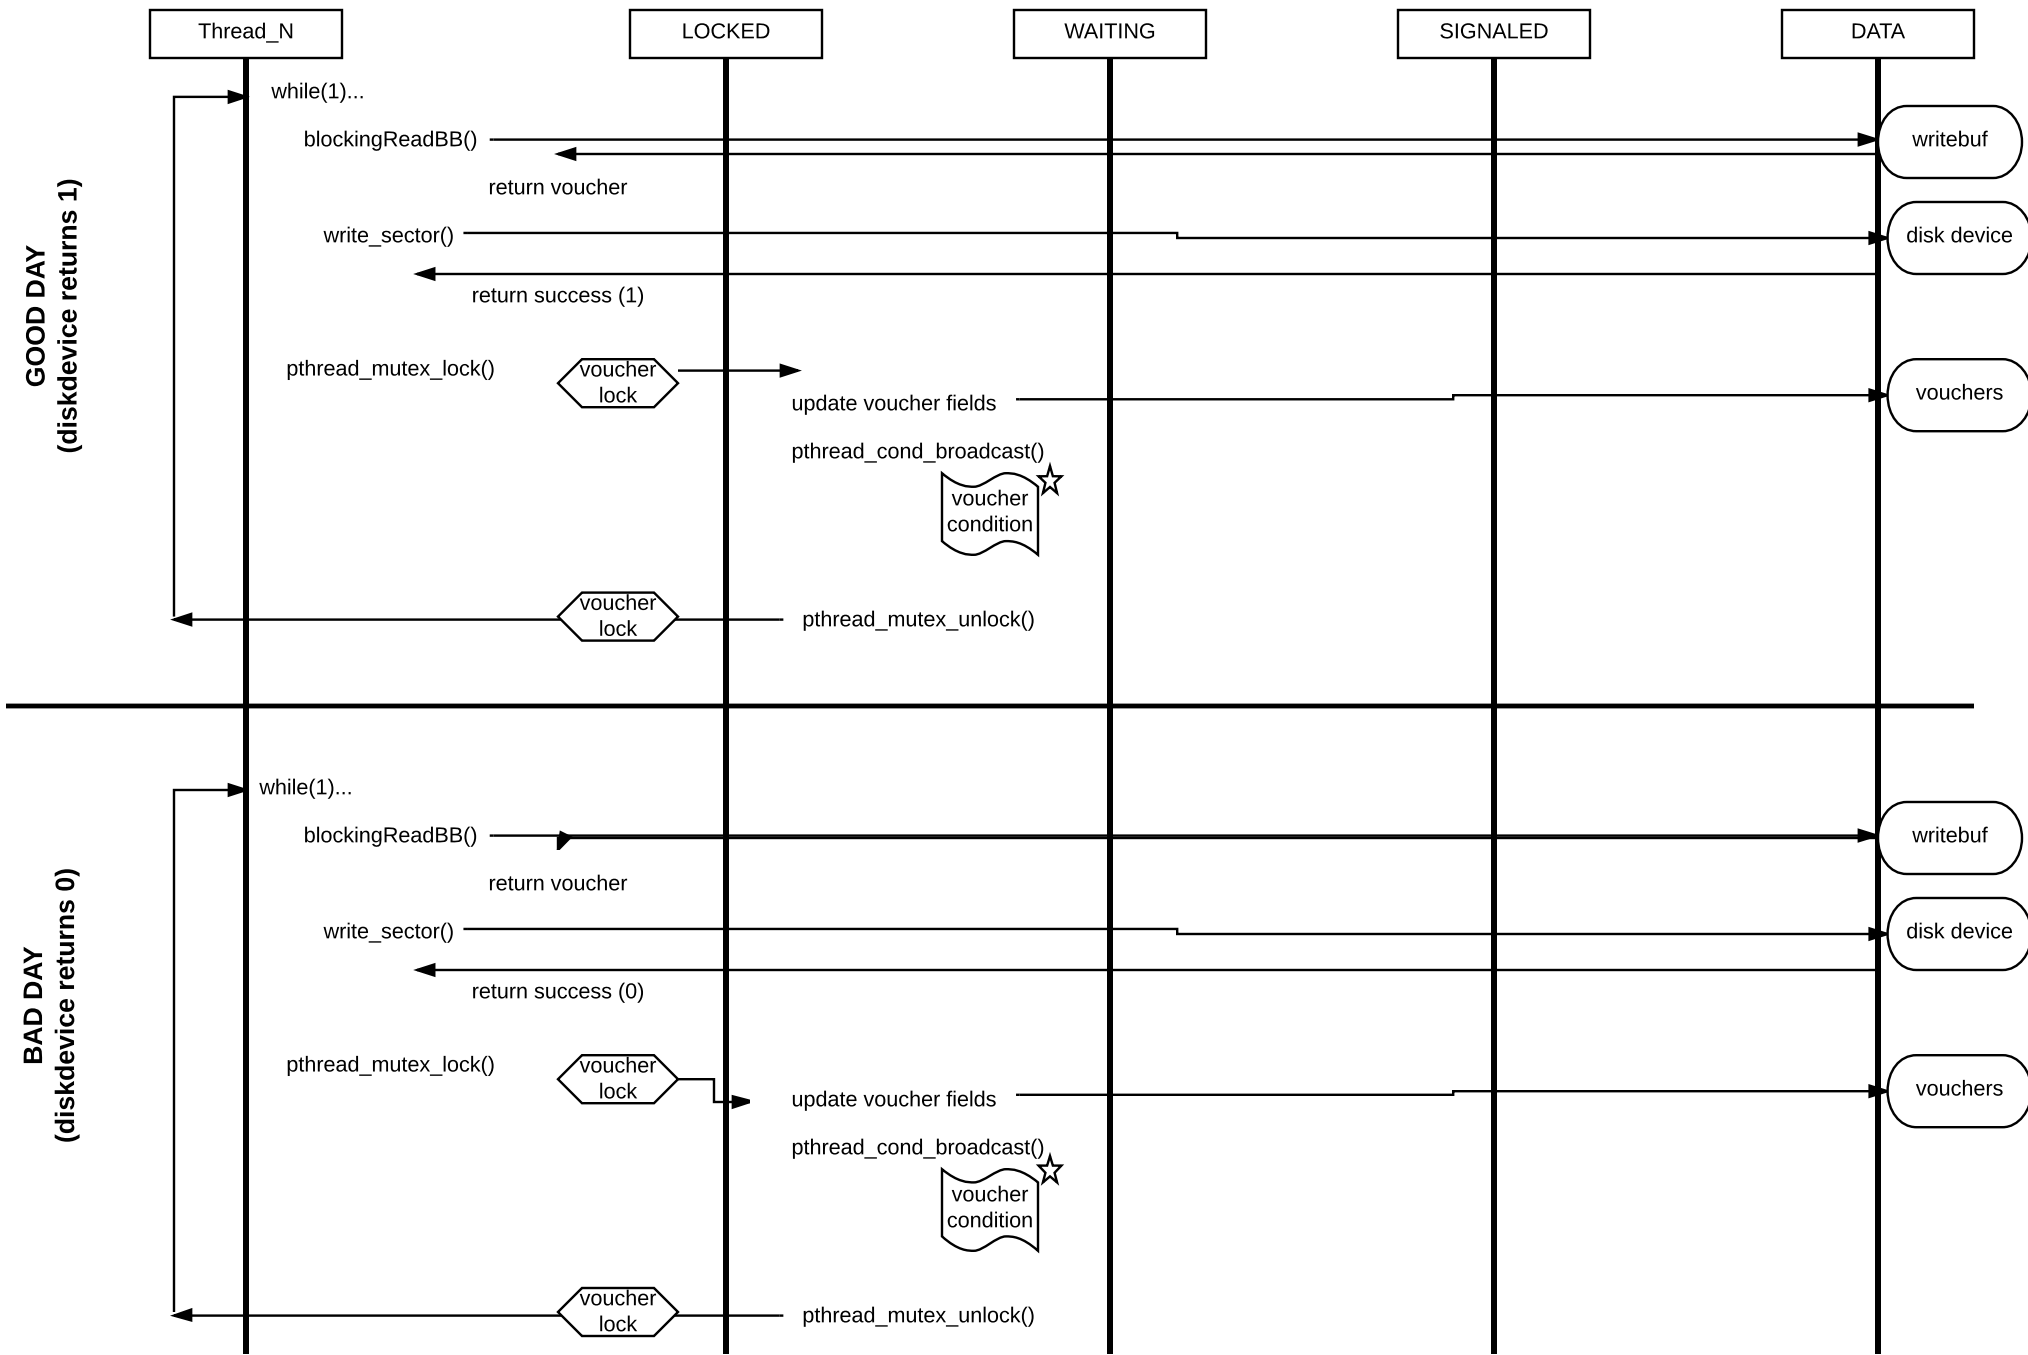 Thread_N
LOCKED
WAITING
SIGNALED
DATA
GOOD DAY
(diskdevice returns 1)
while(1)...
blockingReadBB()
writebuf
return voucher
write_sector()
disk device
return success (1)
pthread_mutex_lock()
voucher
lock
update voucher fields
vouchers
pthread_cond_broadcast()
voucher
condition
voucher
lock
pthread_mutex_unlock()
BAD DAY
(diskdevice returns 0)
while(1)...
blockingReadBB()
writebuf
return voucher
write_sector()
disk device
return success (0)
pthread_mutex_lock()
voucher
lock
update voucher fields
vouchers
pthread_cond_broadcast()
voucher
condition
voucher
lock
pthread_mutex_unlock()